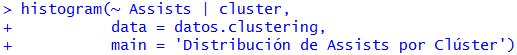 > histogram(~ Assists | cluster,
+           data = datos.clustering,
+           main = 'Distribución de Assists por Clúster')